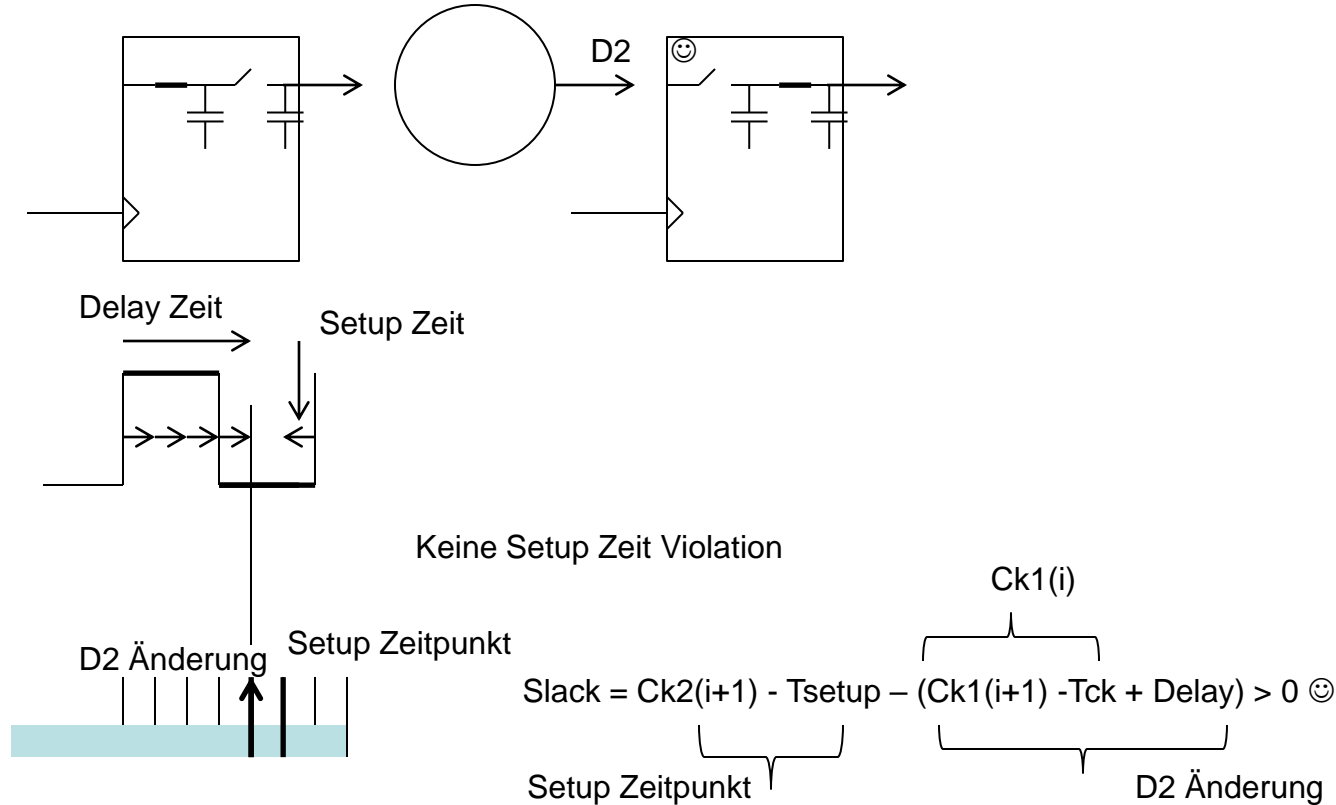 D2
☺
Delay Zeit
Setup Zeit
Keine Setup Zeit Violation
Ck1(i)
D2 Änderung
Setup Zeitpunkt
Slack = Ck2(i+1) - Tsetup – (Ck1(i+1) -Tck + Delay) > 0 ☺
Setup Zeitpunkt
D2 Änderung